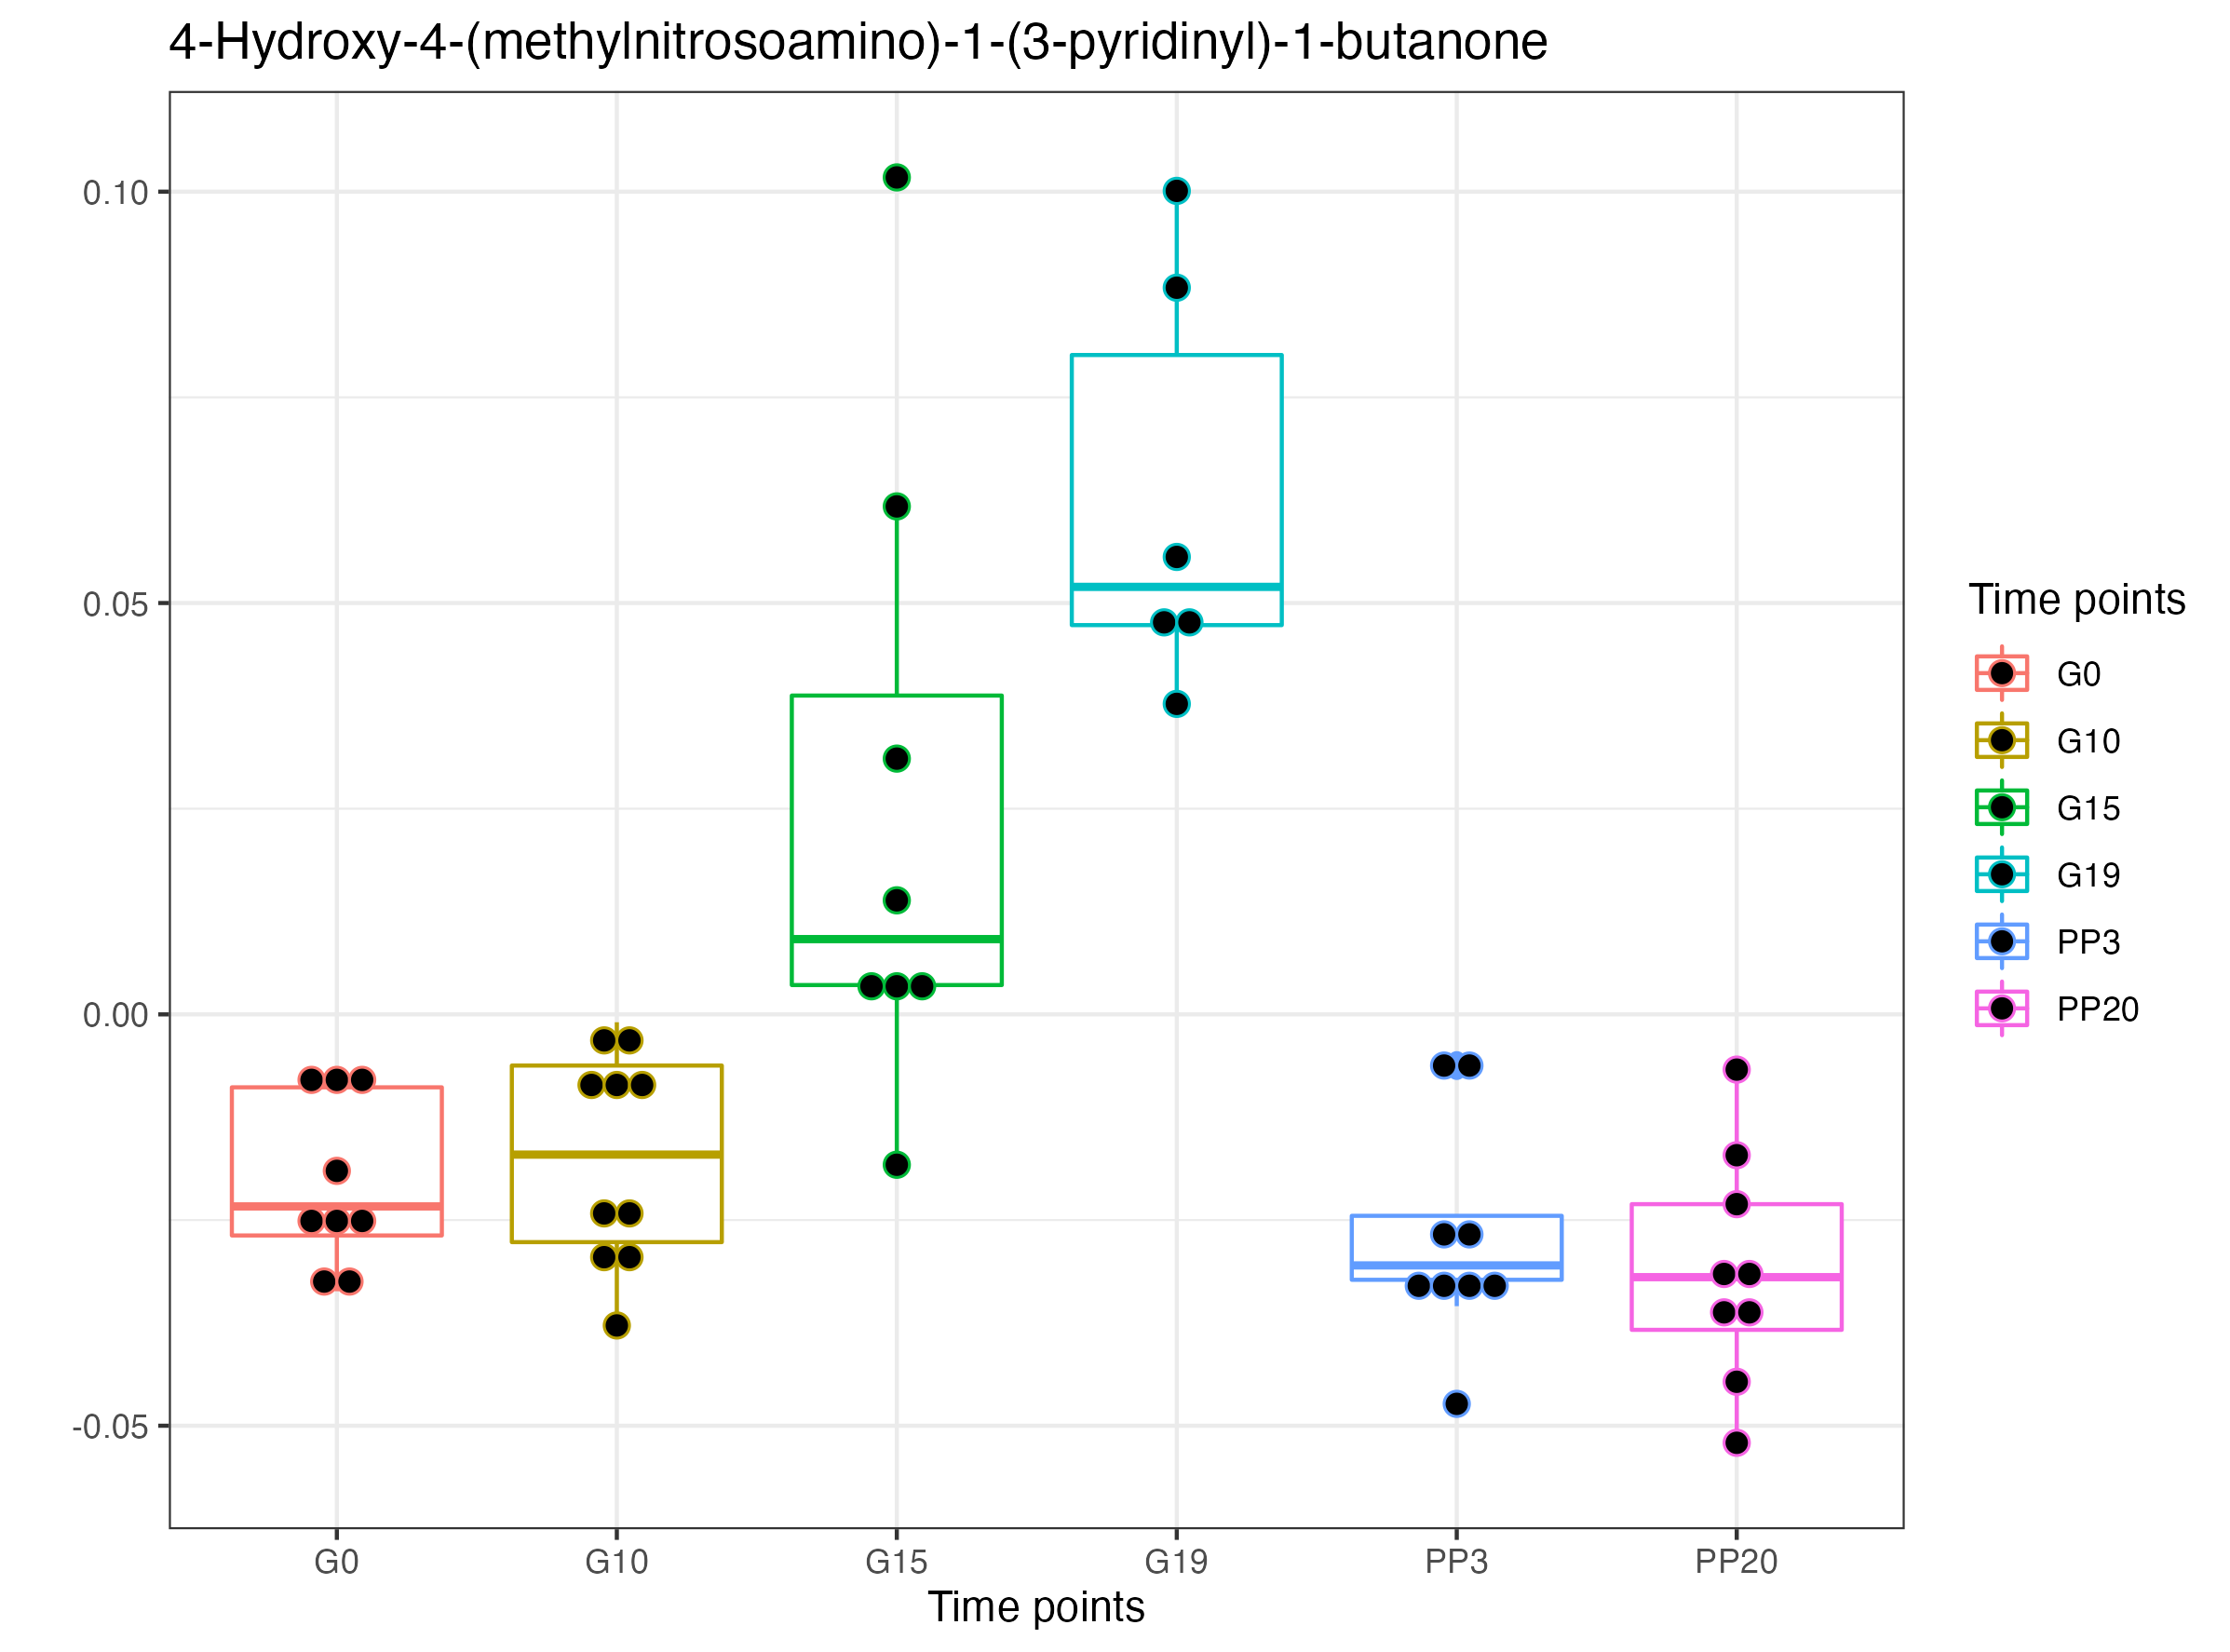 4-Hydroxy-4-(methylnitrosoamino)-1-(3-pyridinyl)-1-butanone
0.10
0.05
0.00
-0.05
G0 G10 G15 G19 PP3 PP20
Time points
Time points
G0
G10
G15
G19
PP3
PP20